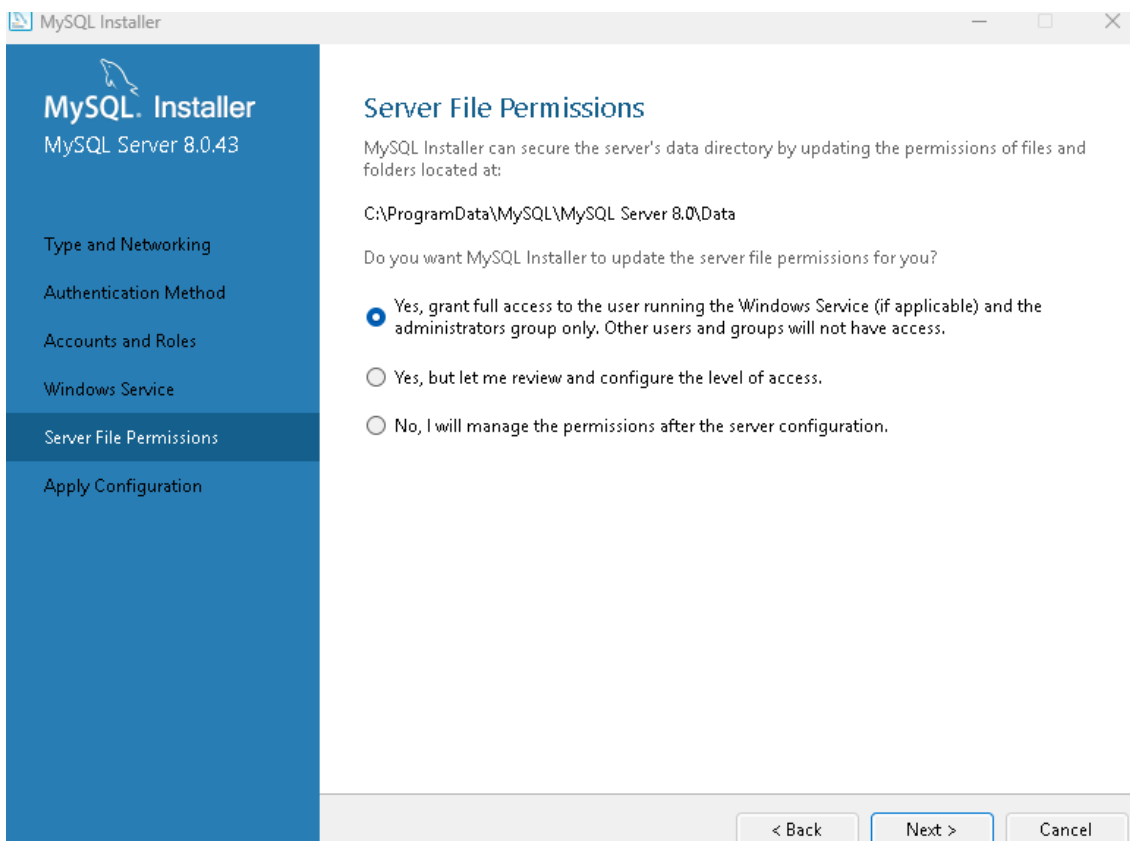 MySQL Installer
MySQL. Installer
MySQL Server 8.0.43
Type and Networking
Authentication Method
Accounts and Roles
Windows Service
Server File Permissions
Apply Configuration
Server File Permissions
MySQL Installer can secure the server's data directory by updating the permissions of files and
folders located at:
C:\ProgramData\MySQL\MySQL Server 8.0\Data
Do you want MySQL Installer to update the server file permissions for you?
Yes, grant full access to the user running the Windows Service (if applicable) and the
administrators group only. Other users and groups will not have access.
Yes, but let me review and configure the level of access.
No, I will manage the permissions after the server configuration.
< Back
Next >
Cancel